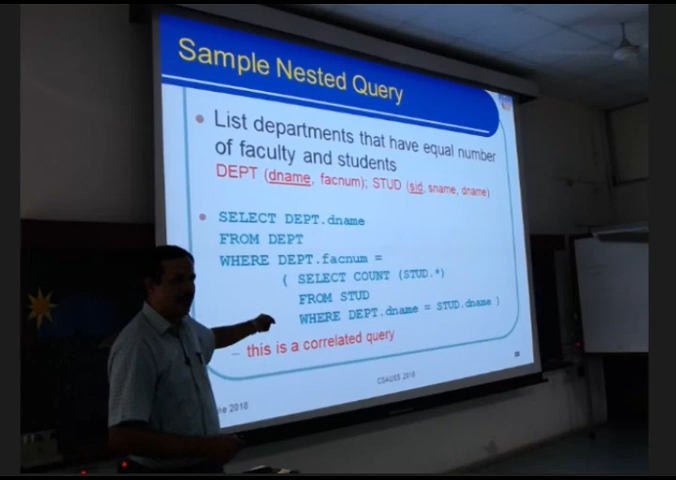 Sample Nested Query
• List departments that have equal number
of faculty and students
DEPT (dname, facnum); STUD (sid, sname, dname)
• SELECT DEPT.dname
FROM DEPT
WHERE DEPT.facnum =
( SELECT COUNT (STUD.*)
FROM STUD
WHERE DEPT.dname = STUD.dname )
– this is a correlated query
2018